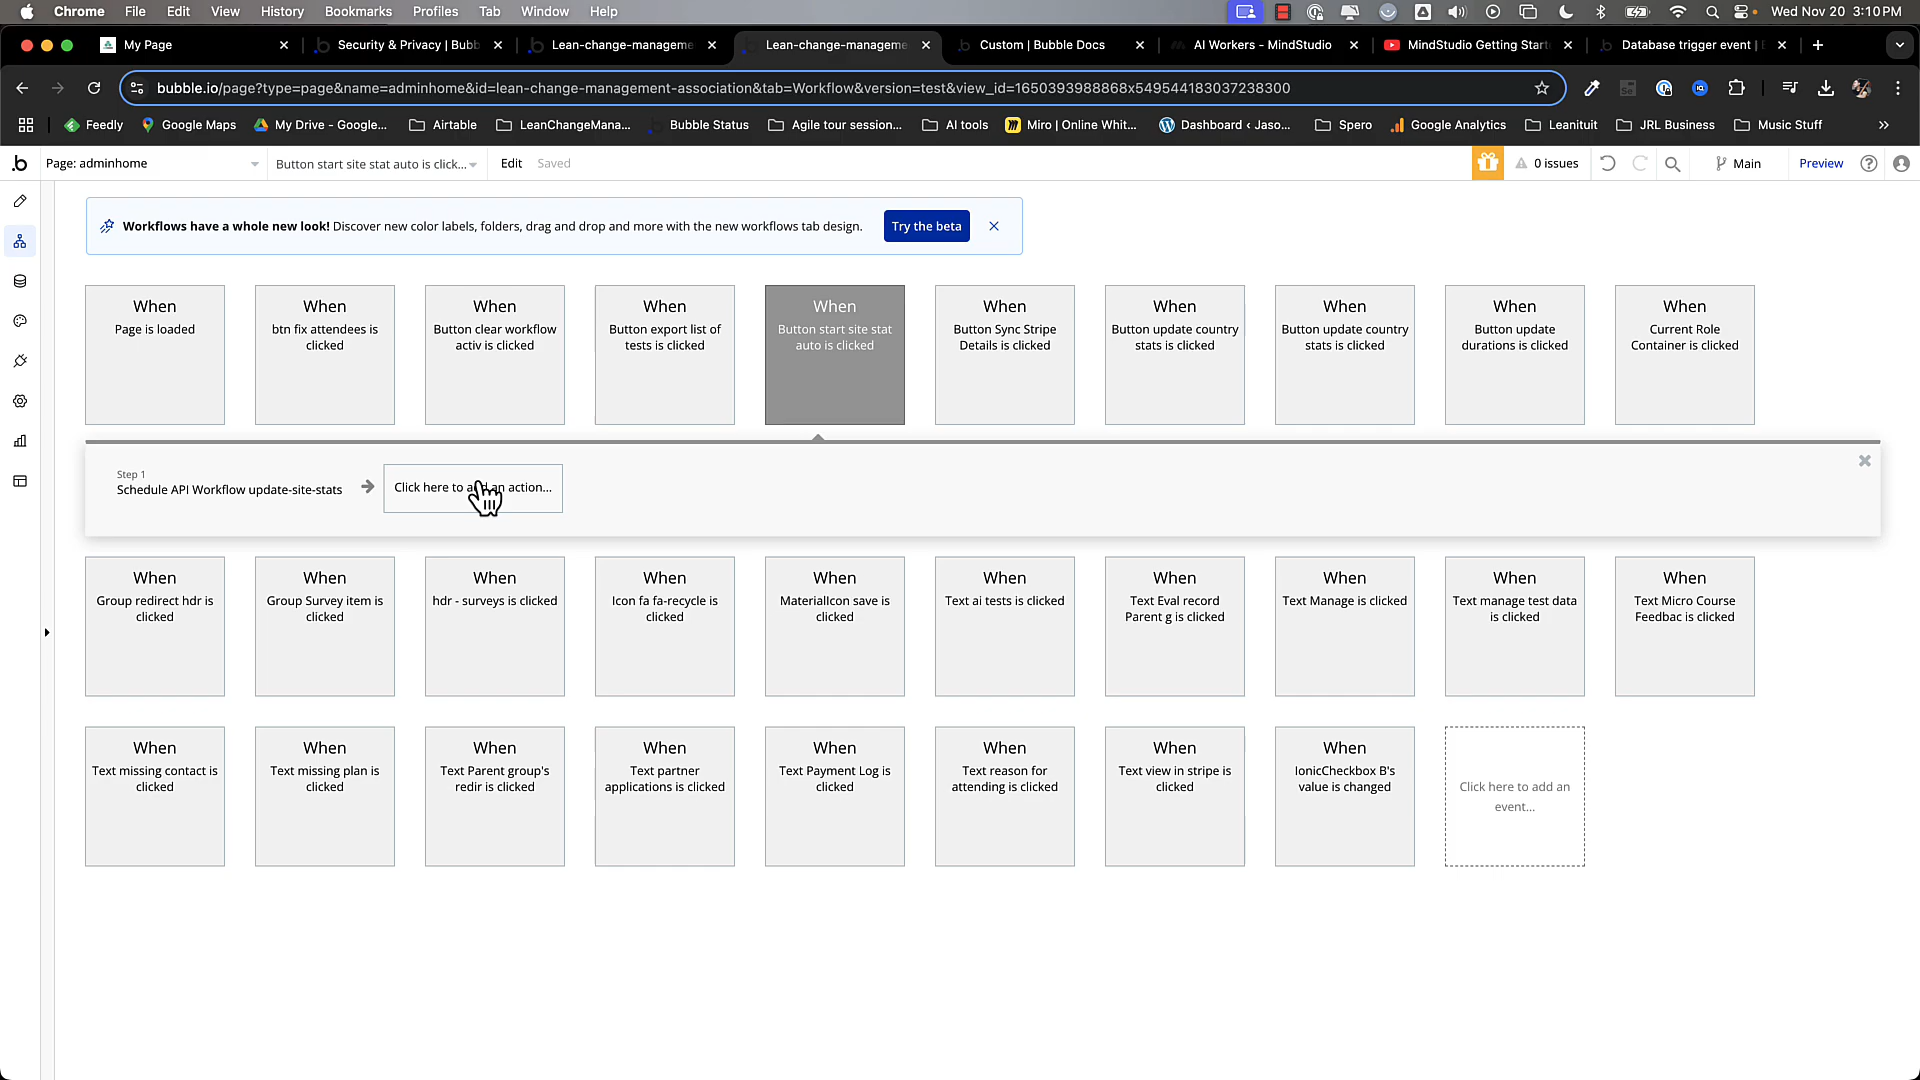 Chrome File Edit View History Bookmarks Profiles Tab Window Help Wed Nov 20 3:10 PM
My Page Security & Privacy | Bubb Lean-change-manageme Lean-change-manageme Custom | Bubble Docs AI Workers - MindStudio MindStudio Getting Start Database trigger event |
bubble.io/page?type=page&name=adminhome&id=lean-change-management-association&tab=Workflow&version=test&view_id=1650393988868x549544183037238300
Feedly Google Maps My Drive - Google... Airtable LeanChangeMana... Bubble Status Agile tour session... AI tools Miro | Online Whit... Dashboard ‹ Jaso... Spero Google Analytics Leanituit JRL Business Music Stuff
Page: adminhome Button start site stat auto is click... Edit Saved 0 issues Main Preview
Workflows have a whole new look! Discover new color labels, folders, drag and drop and more with the new workflows tab design. Try the beta
When
Page is loaded
When
btn fix attendees is
clicked
When
Button clear workflow
activ is clicked
When
Button export list of
tests is clicked
When
Button start site stat
auto is clicked
When
Button Sync Stripe
Details is clicked
When
Button update country
stats is clicked
When
Button update country
stats is clicked
When
Button update
durations is clicked
When
Current Role
Container is clicked
Step 1
Schedule API Workflow update-site-stats
Click here to add an action...
When
Group redirect hdr is
clicked
When
Group Survey item is
clicked
When
hdr - surveys is clicked
When
Icon fa fa-recycle is
clicked
When
MaterialIcon save is
clicked
When
Text ai tests is clicked
When
Text Eval record
Parent g is clicked
When
Text Manage is clicked
When
Text manage test data
is clicked
When
Text Micro Course
Feedbac is clicked
When
Text missing contact is
clicked
When
Text missing plan is
clicked
When
Text Parent group's
redir is clicked
When
Text partner
applications is clicked
When
Text Payment Log is
clicked
When
Text reason for
attending is clicked
When
Text view in stripe is
clicked
When
IonicCheckbox B's
value is changed
Click here to add an
event...